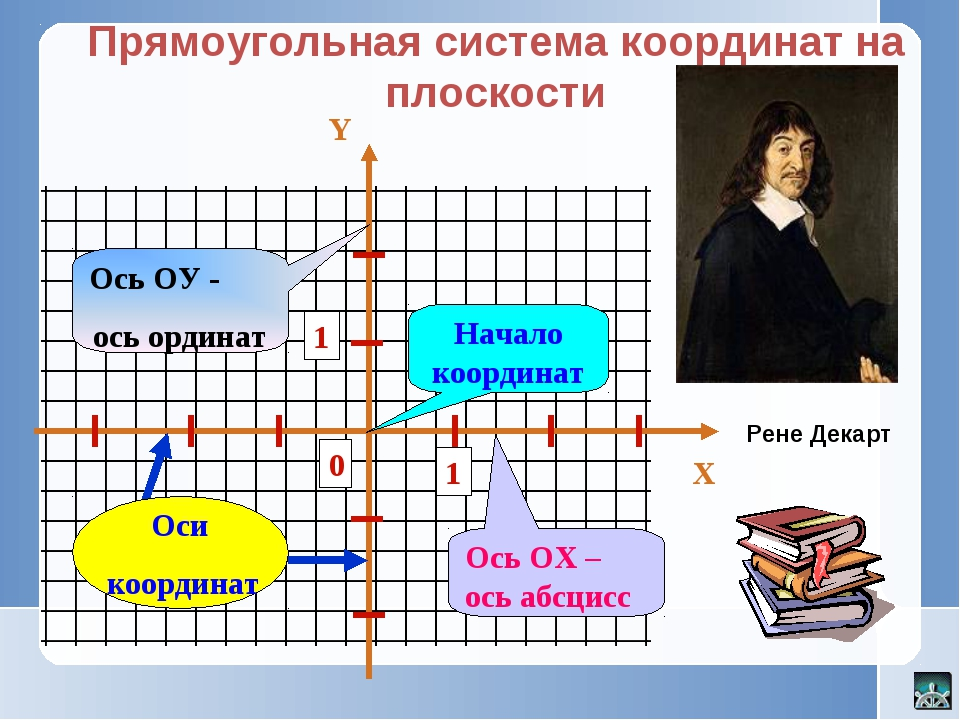 Прямоугольная система координат на
плоскости
Y
Ось ОУ -
ось ординат
1
Начало
координат
Рене Декарт
0
1
X
Оси
координат
Ось ОХ –
ось абсцисс